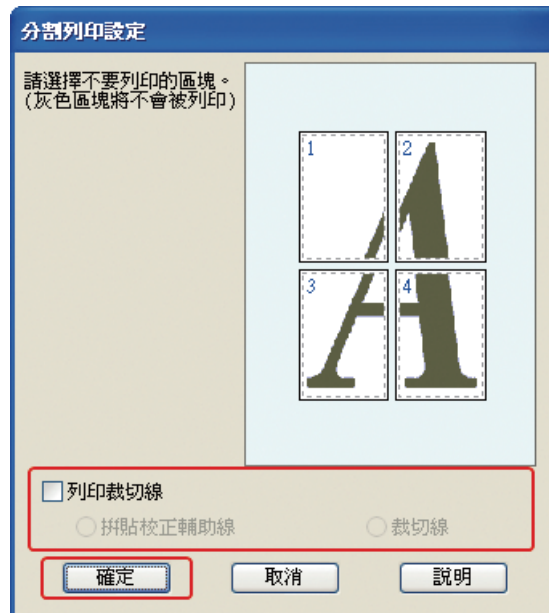 分割列印設定
請選擇不要列印的區塊。
(灰色區塊將不會被列印)
1
2
3
4
列印裁切線
拼貼校正輔助線
裁切線
確定
取消
說明